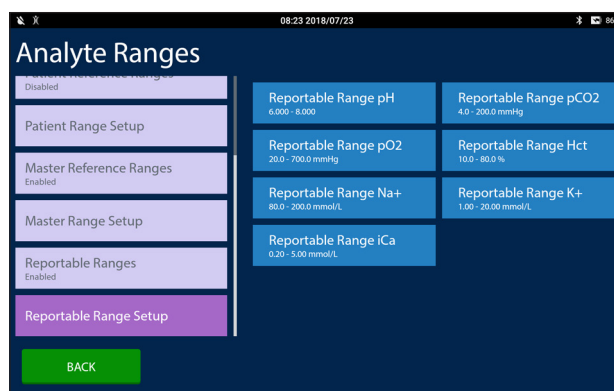 08:23 2018/07/23
86
Analyte Ranges
Patient Reference Ranges
Disabled
Patient Range Setup
Master Reference Ranges
Enabled
Master Range Setup
Reportable Ranges
Enabled
Reportable Range Setup
BACK
Reportable Range pH
6.000 - 8.000
Reportable Range pCO2
4.0 - 200.0 mmHg
Reportable Range pO2
20.0 - 700.0 mmHg
Reportable Range Hct
10.0 - 80.0 %
Reportable Range Na+
80.0 - 200.0 mmol/L
Reportable Range K+
1.00 - 20.00 mmol/L
Reportable Range iCa
0.20 - 5.00 mmol/L